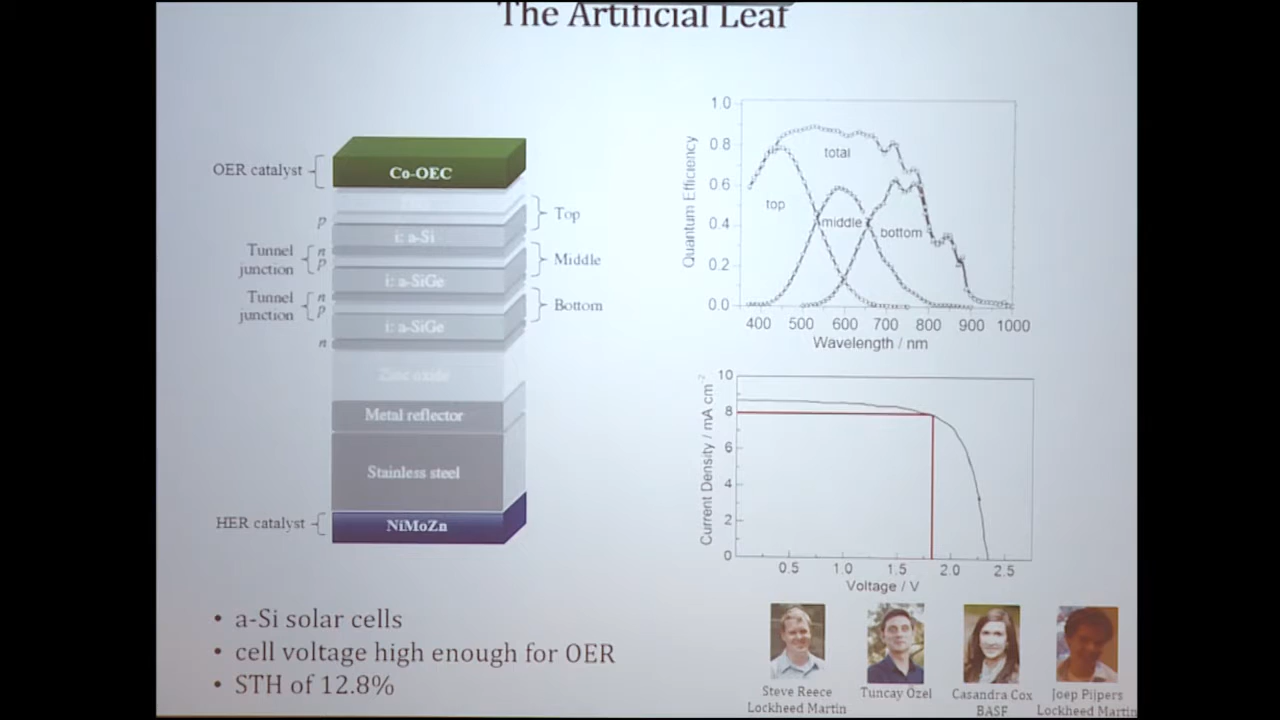 The Artificial Leaf
OER catalyst
Co-OEC
p
Top
i: a-Si
Tunnel
junction
n
p
Middle
i: a-SiGe
Tunnel
junction
n
p
Bottom
i: a-SiGe
n
Zinc oxide
Metal reflector
Stainless steel
HER catalyst
NiMoZn
Quantum Efficiency
1.0
0.8
0.6
0.4
0.2
0.0
total
top
middle
bottom
400 500 600 700 800 900 1000
Wavelength / nm
Current Density / mA cm-2
10
8
6
4
2
0
0.5 1.0 1.5 2.0 2.5
Voltage / V
• a-Si solar cells
• cell voltage high enough for OER
• STH of 12.8%
Steve Reece
Lockheed Martin
Tuncay Özel
Casandra Cox
BASF
Joep Pijpers
Lockheed Martin